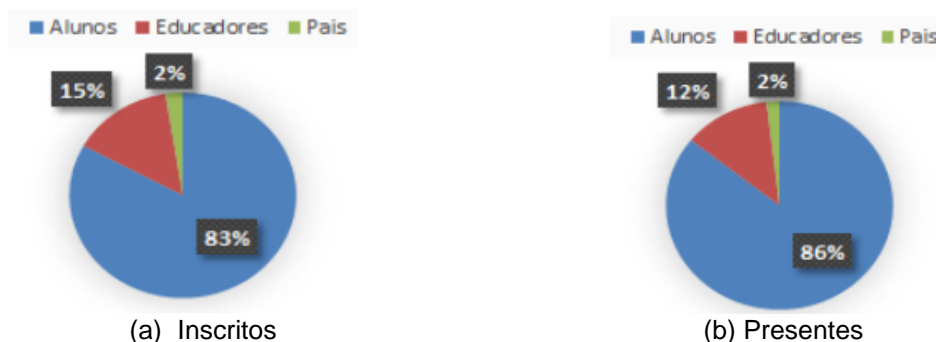 Alunos Educadores Pais
2%
15%
83%
(a) Inscritos
Alunos Educadores Pais
2%
12%
86%
(b) Presentes